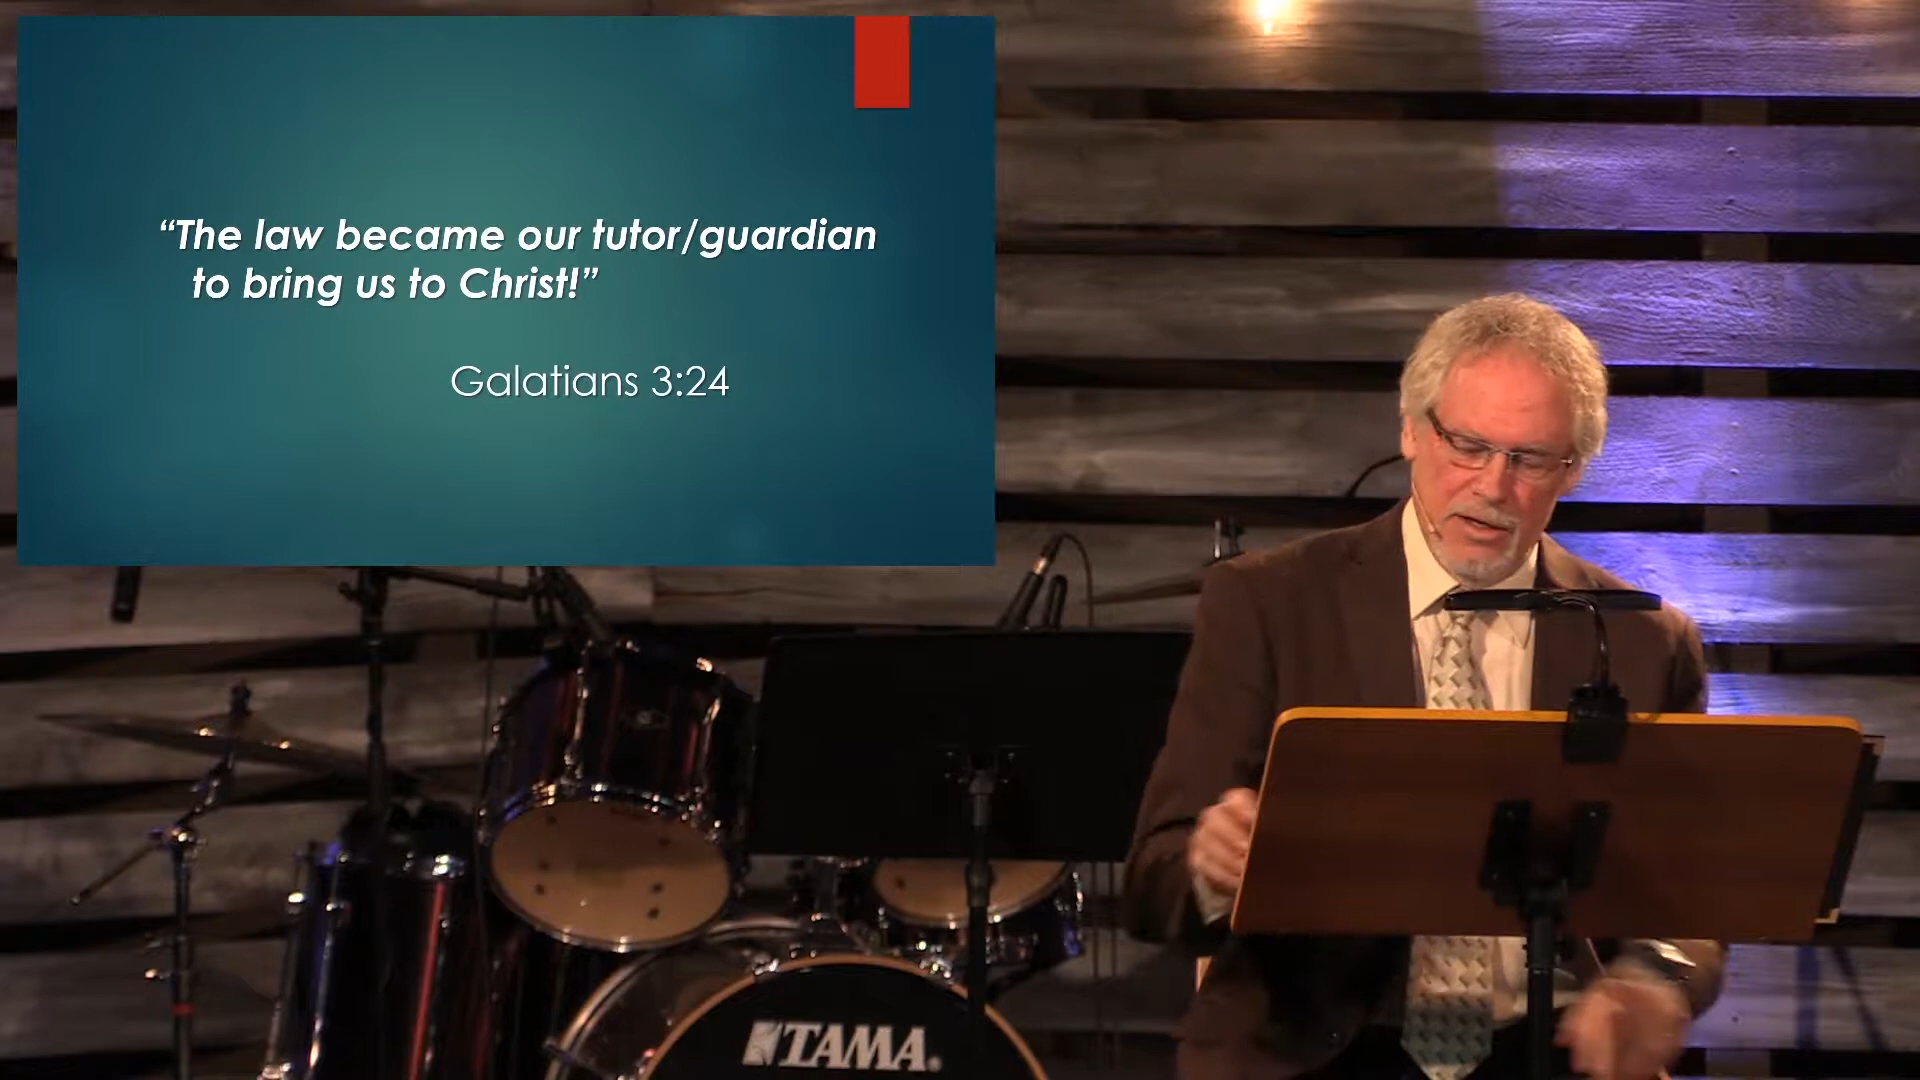 “The law became our tutor/guardian
to bring us to Christ!”
Galatians 3:24
TAMA.